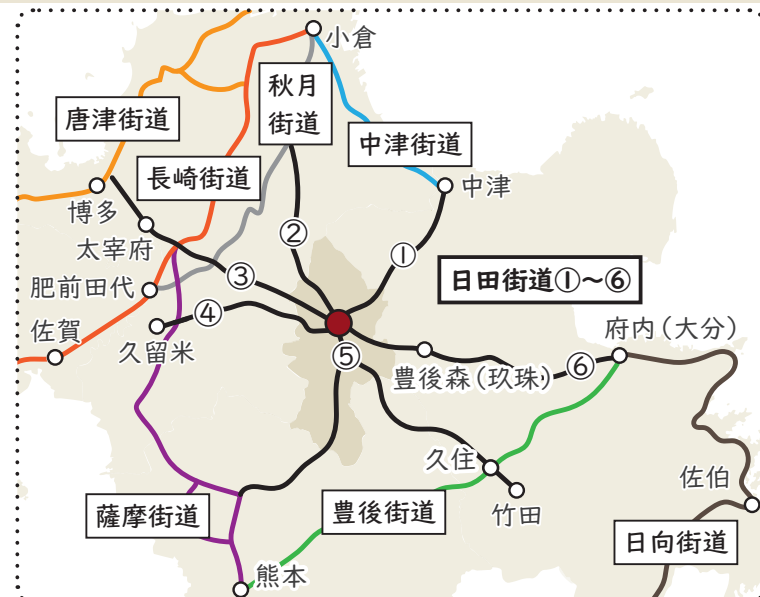 小倉
秋月
街道
唐津街道
中津街道
長崎街道
中津
博多
太宰府
②
①
③
日田街道①〜⑥
肥前田代
④
佐賀
久留米
府内(大分)
⑤
豊後森(玖珠)
⑥
久住
佐伯
竹田
薩摩街道
豊後街道
日向街道
熊本